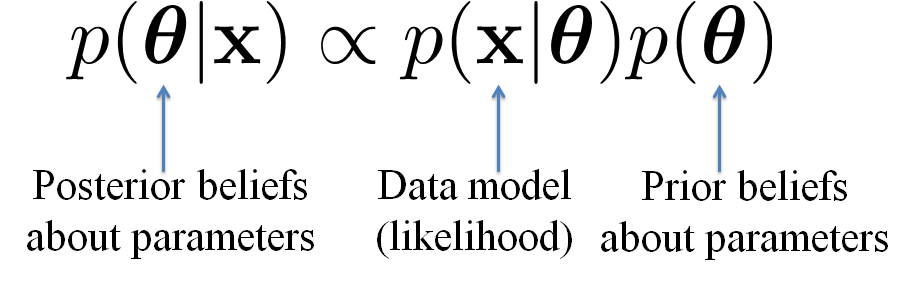 p(θ|x) ∝ p(x|θ)p(θ)
Posterior beliefs Data model Prior beliefs
about parameters (likelihood) about parameters